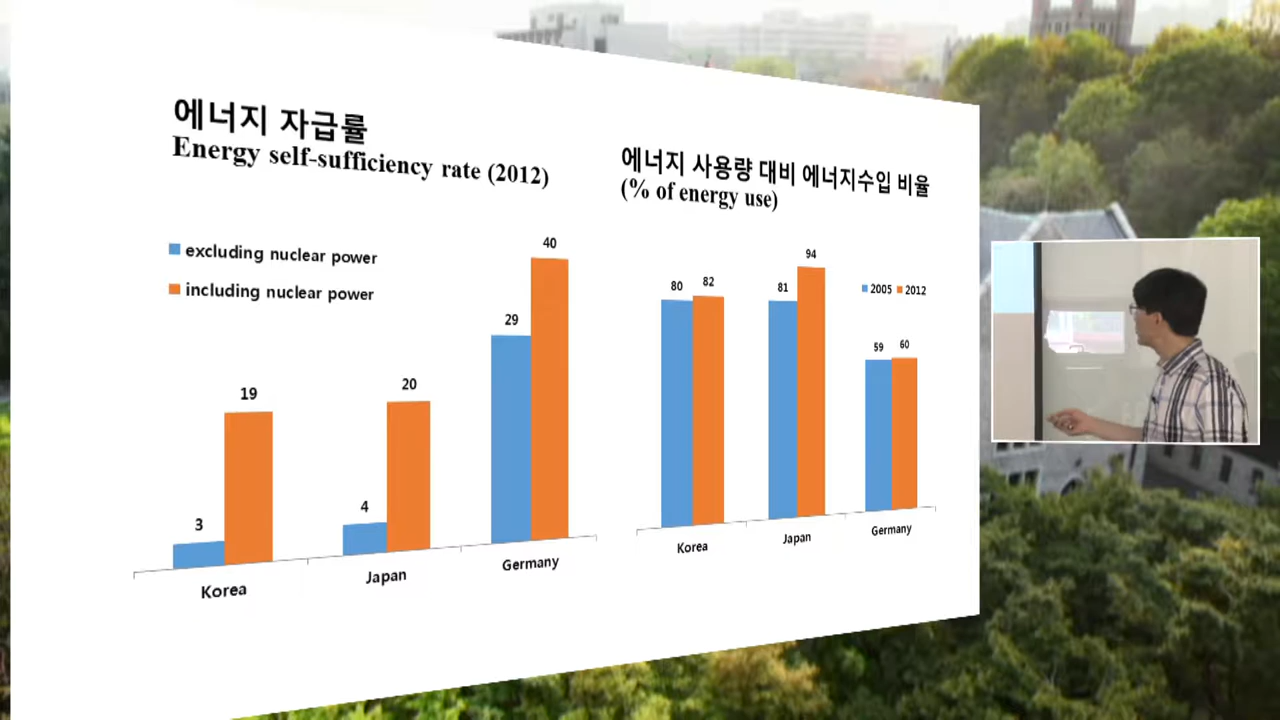 에너지 자급률
Energy self-sufficiency rate (2012)
excluding nuclear power
including nuclear power
3
19
4
20
29
40
Korea
Japan
Germany
에너지 사용량 대비 에너지수입 비율
(% of energy use)
2005
2012
80
82
81
94
59
60
Korea
Japan
Germany